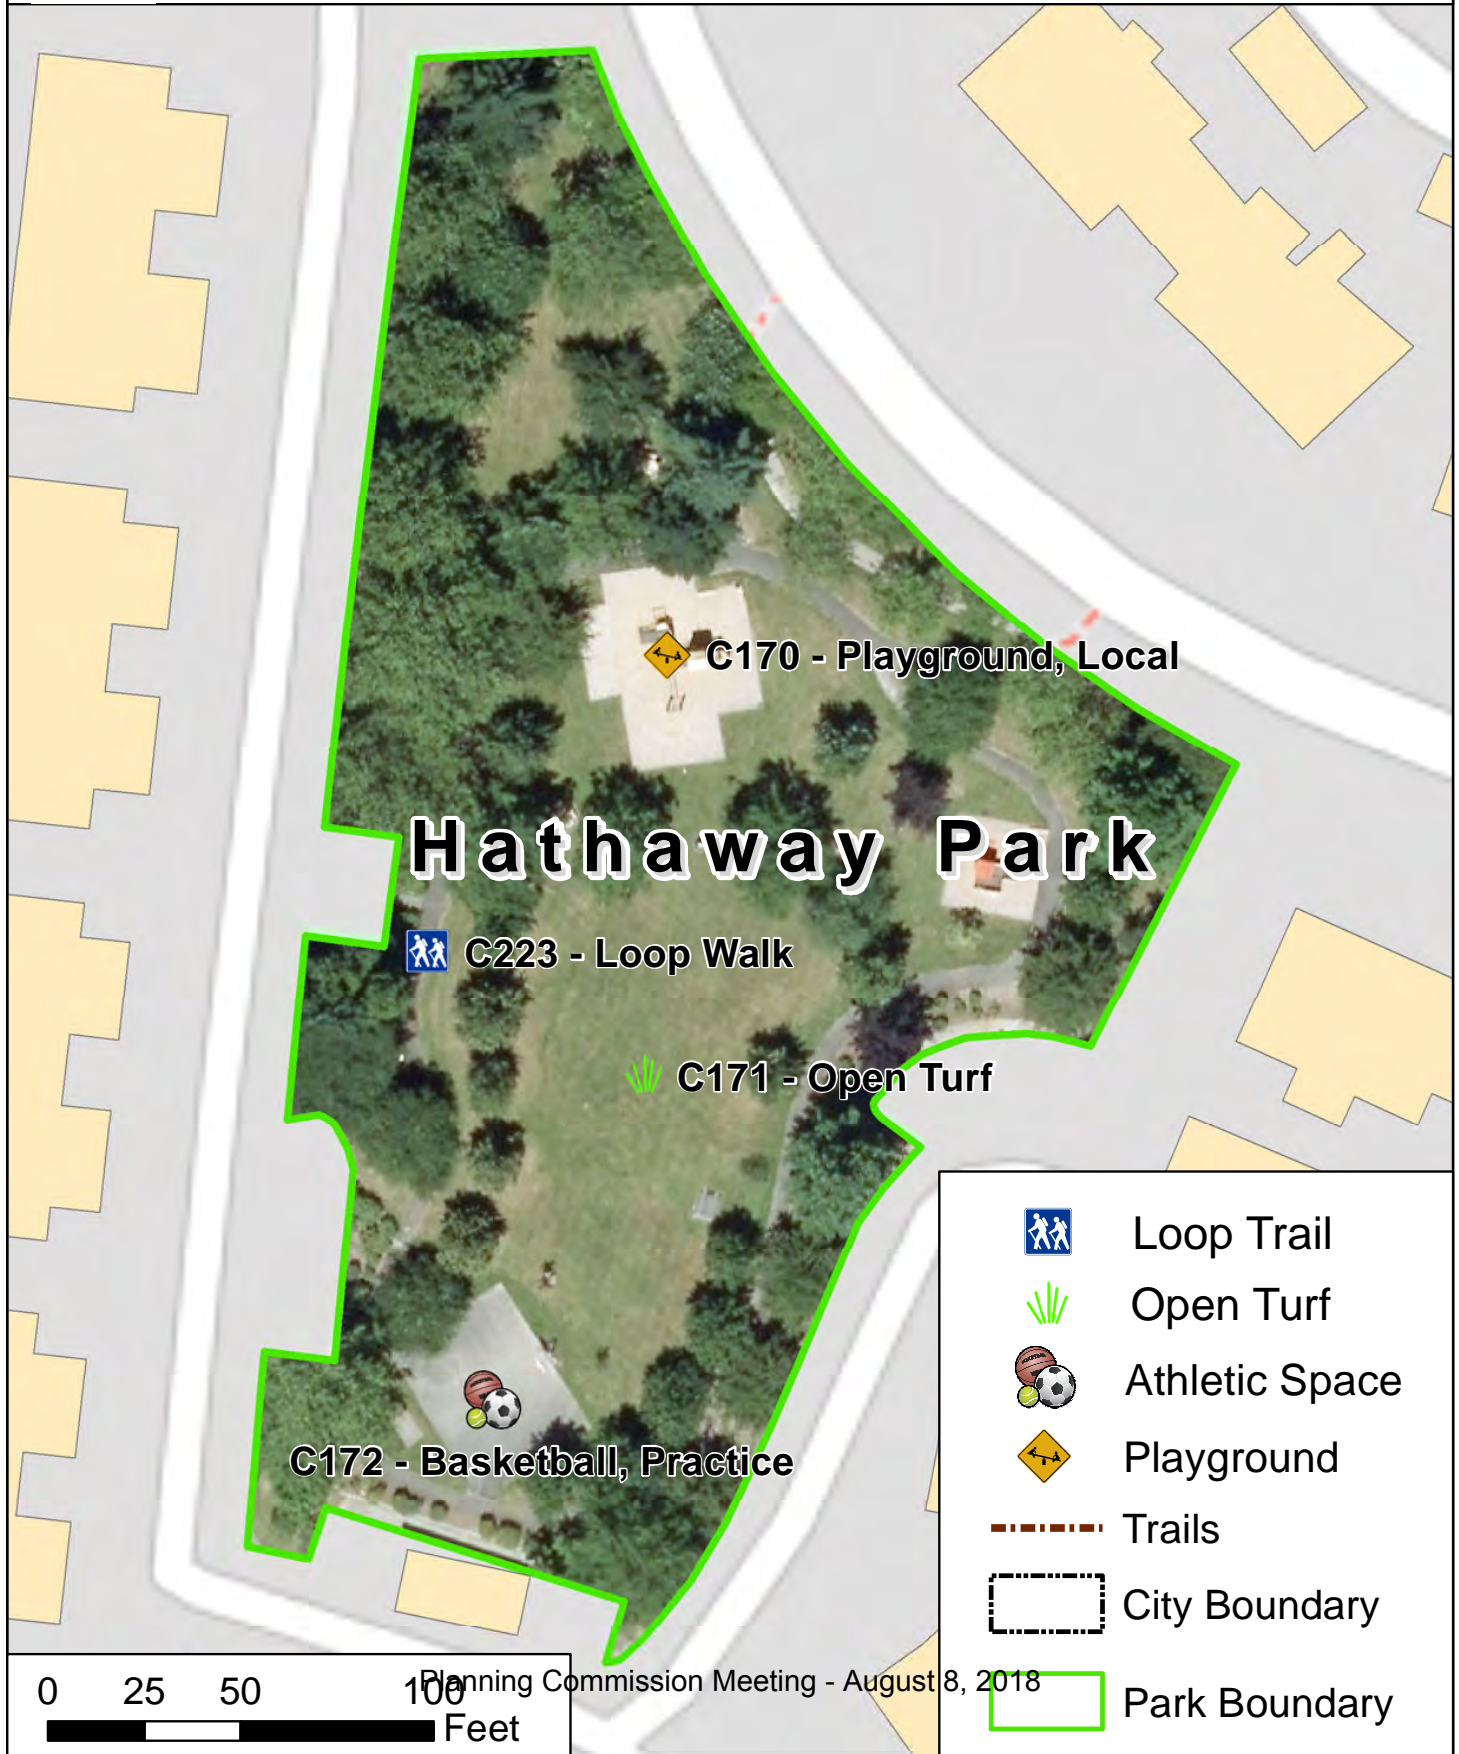 C170 - Playground, Local
Hathaway Park
C223 - Loop Walk
C171 - Open Turf
C172 - Basketball, Practice
Loop Trail
Open Turf
Athletic Space
Playground
Trails
City Boundary
Park Boundary
0 25 50 100
Feet
Planning Commission Meeting - August 8, 2018